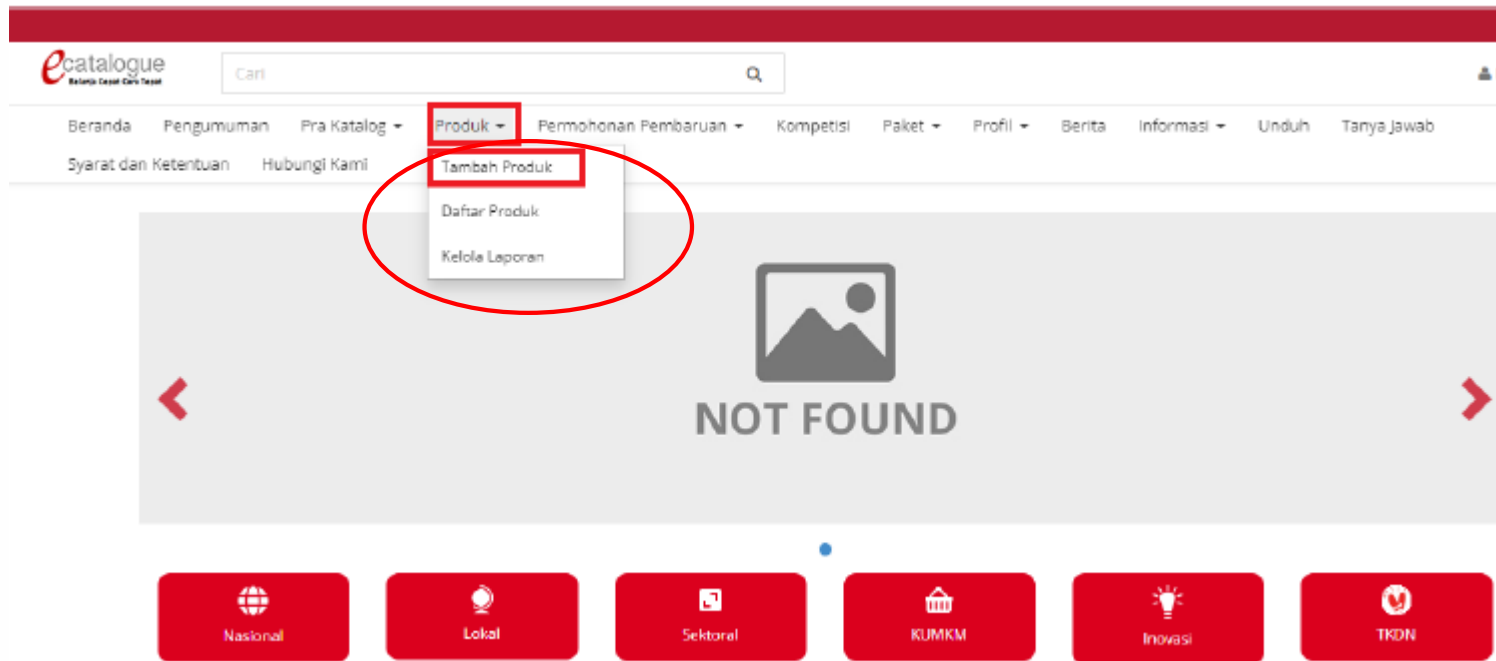 ecatalogue
Belanja Cepat Cara Tepat
Cari
Beranda Pengumuman Pra Katalog Produk Permohonan Pembaruan Kompetisi Paket Profil Berita Informasi Unduh Tanya Jawab
Syarat dan Ketentuan Hubungi Kami
Tambah Produk
Daftar Produk
Kelola Laporan
NOT FOUND
Nasional Lokal Sektoral KUMKM Inovasi TKDN